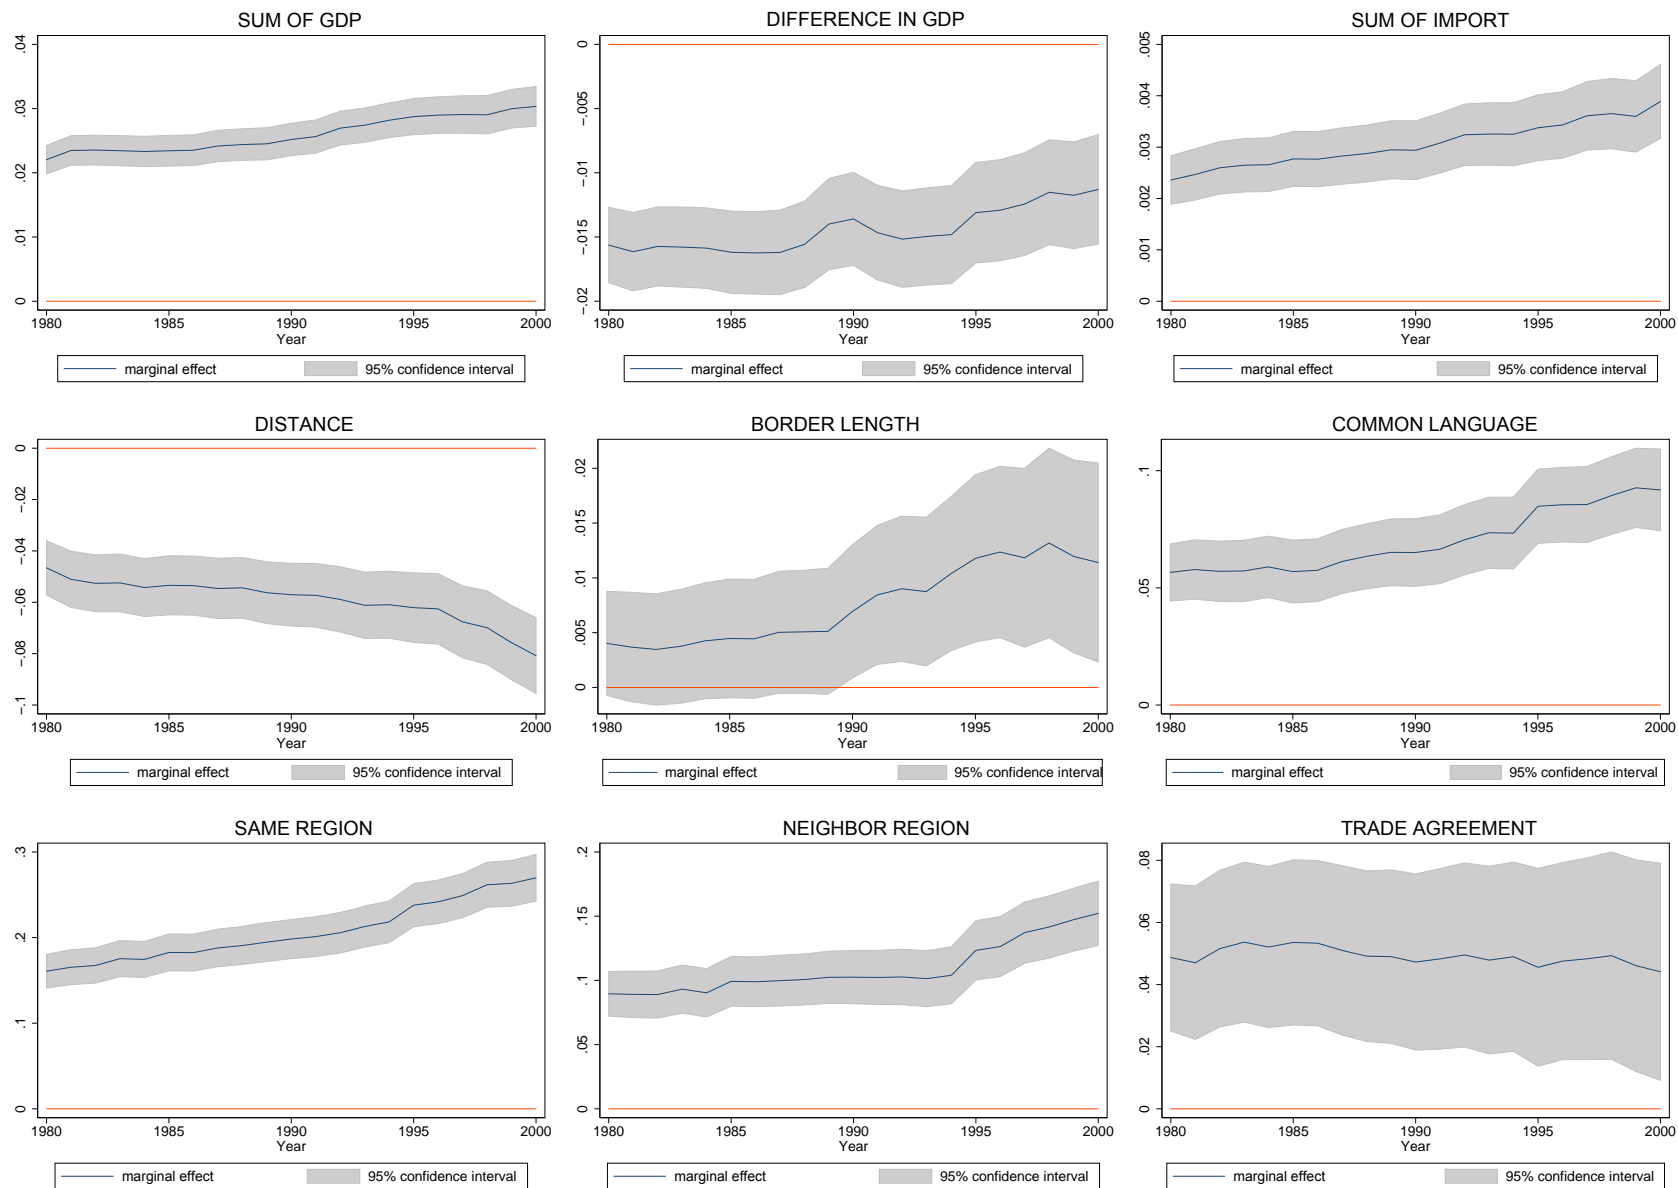 SUM OF GDP
.04
.03
.02
.01
0
1980 1985 1990 1995 2000
Year
marginal effect 95% confidence interval
DIFFERENCE IN GDP
0
-.005
-.01
-.015
-.02
1980 1985 1990 1995 2000
Year
marginal effect 95% confidence interval
SUM OF IMPORT
.005
.004
.003
.002
.001
0
1980 1985 1990 1995 2000
Year
marginal effect 95% confidence interval
DISTANCE
0
-.02
-.04
-.06
-.08
-.1
1980 1985 1990 1995 2000
Year
marginal effect 95% confidence interval
BORDER LENGTH
.02
.015
.01
.005
0
1980 1985 1990 1995 2000
Year
marginal effect 95% confidence interval
COMMON LANGUAGE
.1
.05
0
1980 1985 1990 1995 2000
Year
marginal effect 95% confidence interval
SAME REGION
.3
.2
.1
0
1980 1985 1990 1995 2000
Year
marginal effect 95% confidence interval
NEIGHBOR REGION
.2
.15
.1
.05
0
1980 1985 1990 1995 2000
Year
marginal effect 95% confidence interval
TRADE AGREEMENT
.08
.06
.04
.02
0
1980 1985 1990 1995 2000
Year
marginal effect 95% confidence interval